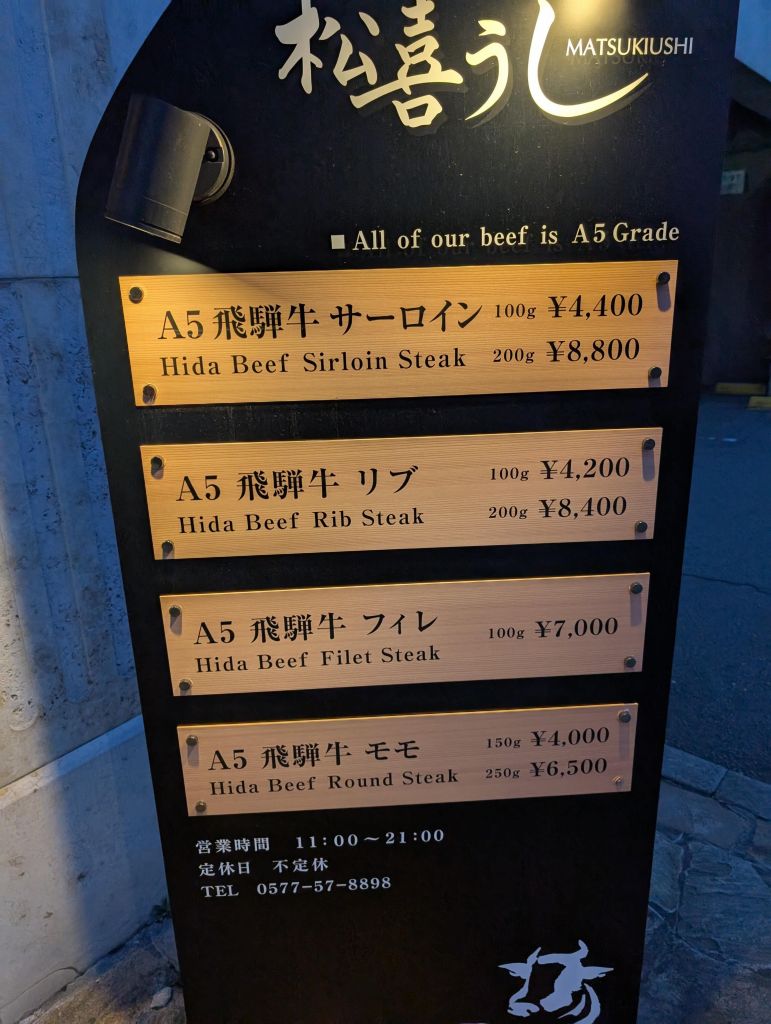 松喜うし MATSUKIUSHI
■ All of our beef is A5 Grade
A5 飛騨牛 サーロイン 100g ¥4,400
Hida Beef Sirloin Steak 200g ¥8,800
A5 飛騨牛 リブ 100g ¥4,200
Hida Beef Rib Steak 200g ¥8,400
A5 飛騨牛 フィレ 100g ¥7,000
Hida Beef Filet Steak
A5 飛騨牛 モモ 150g ¥4,000
Hida Beef Round Steak 250g ¥6,500
営業時間 11:00～21:00
定休日 不定休
TEL 0577-57-8898